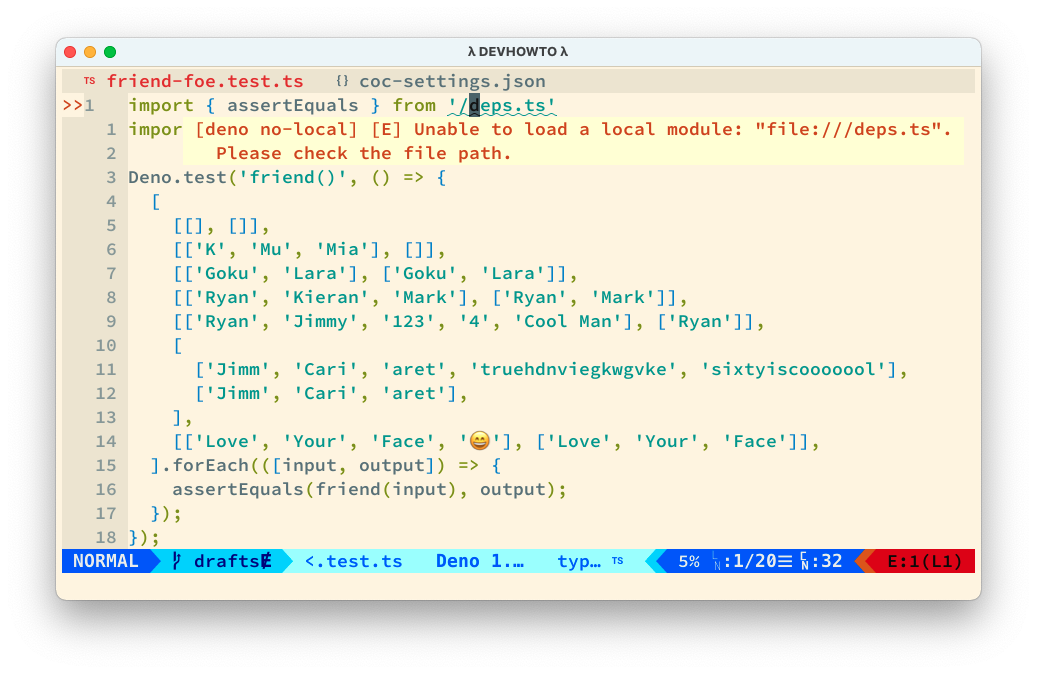 λ DEVHOWTO λ
TS friend-foe.test.ts {} coc-settings.json
>>1 import { assertEquals } from '/deps.ts'
1 impor [deno no-local] [E] Unable to load a local module: "file:///deps.ts".
2 Please check the file path.
3 Deno.test('friend()', () => {
4 [
5 [[], []],
6 [['K', 'Mu', 'Mia'], []],
7 [['Goku', 'Lara'], ['Goku', 'Lara']],
8 [['Ryan', 'Kieran', 'Mark'], ['Ryan', 'Mark']],
9 [['Ryan', 'Jimmy', '123', '4', 'Cool Man'], ['Ryan']],
10 [
11 ['Jimm', 'Cari', 'aret', 'truehdnviegkwgvke', 'sixtyiscooooool'],
12 ['Jimm', 'Cari', 'aret'],
13 ],
14 [['Love', 'Your', 'Face', '😄'], ['Love', 'Your', 'Face']],
15 ].forEach(([input, output]) => {
16 assertEquals(friend(input), output);
17 });
18 });
NORMAL drafts <.test.ts Deno 1.… typ… TS 5% LN:1/20☰ CN:32 E:1(L1)